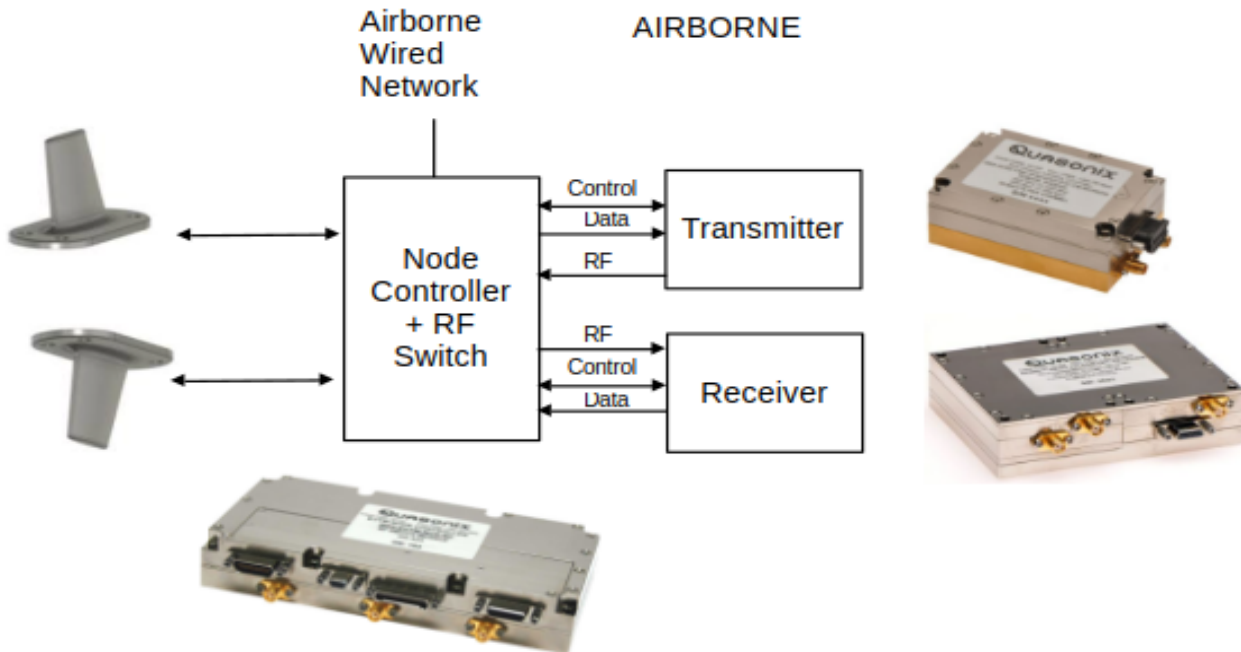 Airborne
Wired
Network
AIRBORNE
Node
Controller
+ RF
Switch
Control
Data
RF
Transmitter
RF
Control
Data
Receiver
QUASONIX
QUASONIX
QUASONIX